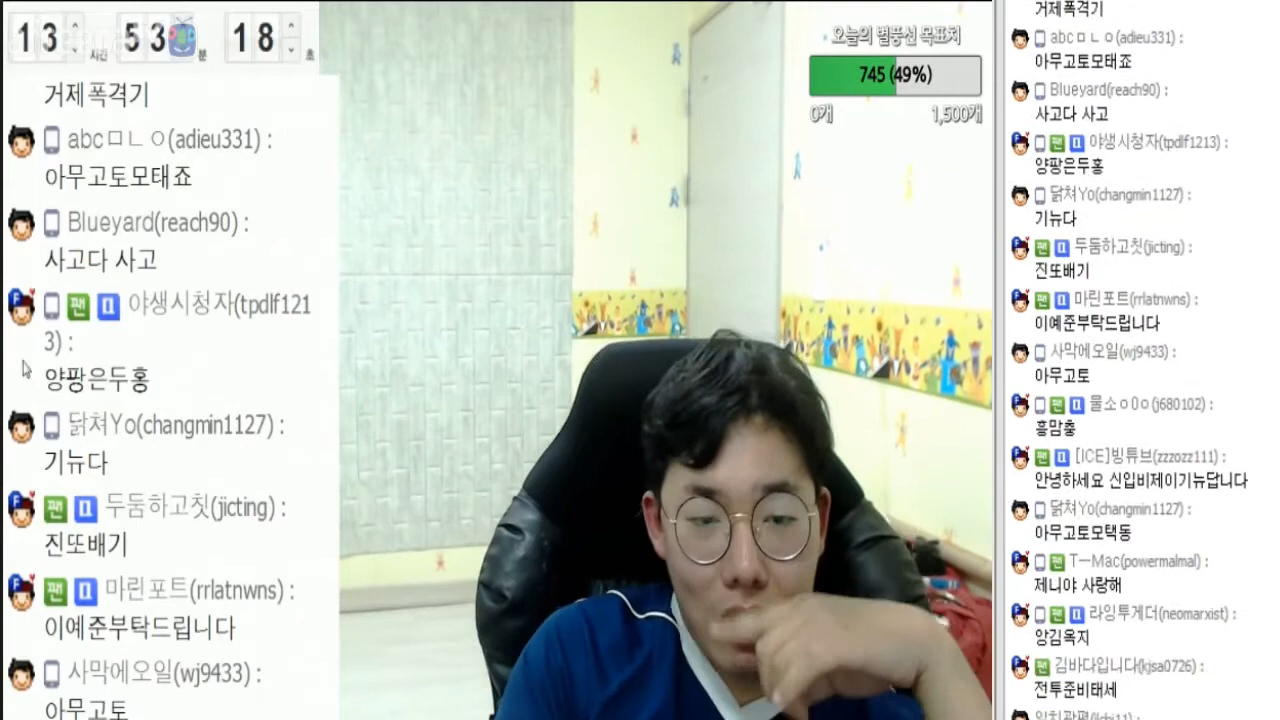 13 시간 53 분 18 초
거제폭격기
abcㅁㄴㅇ(adieu331) :
아무고토모태죠
Blueyard(reach90) :
사고다 사고
팬 야생시청자(tpdlf121
3) :
양팡은두홍
닭쳐Yo(changmin1127) :
기뉴다
팬 두둠하고칫(jicting) :
진또배기
팬 마린포트(rrlatnwns) :
이예준부탁드립니다
사막에오일(wj9433) :
아무고토
오늘의 별풍선 목표치
745 (49%)
0개 1,500개
거제폭격기
abcㅁㄴㅇ(adieu331) :
아무고토모태죠
Blueyard(reach90) :
사고다 사고
팬 야생시청자(tpdlf1213) :
양팡은두홍
닭쳐Yo(changmin1127) :
기뉴다
팬 두둠하고칫(jicting) :
진또배기
팬 마린포트(rrlatnwns) :
이예준부탁드립니다
사막에오일(wj9433) :
아무고토
팬 물소ㅇ0ㅇ(j680102) :
흥맘충
팬 [ICE]빙튜브(zzzozz111) :
안녕하세요 신입비제이기뉴답니다
닭쳐Yo(changmin1127) :
아무고토모택동
팬 T-Mac(powermalmal) :
제니야 사랑해
팬 라잉투게더(neomarxist) :
앙김옥지
팬 김바다입니다(kjsa0726) :
전투준비태세